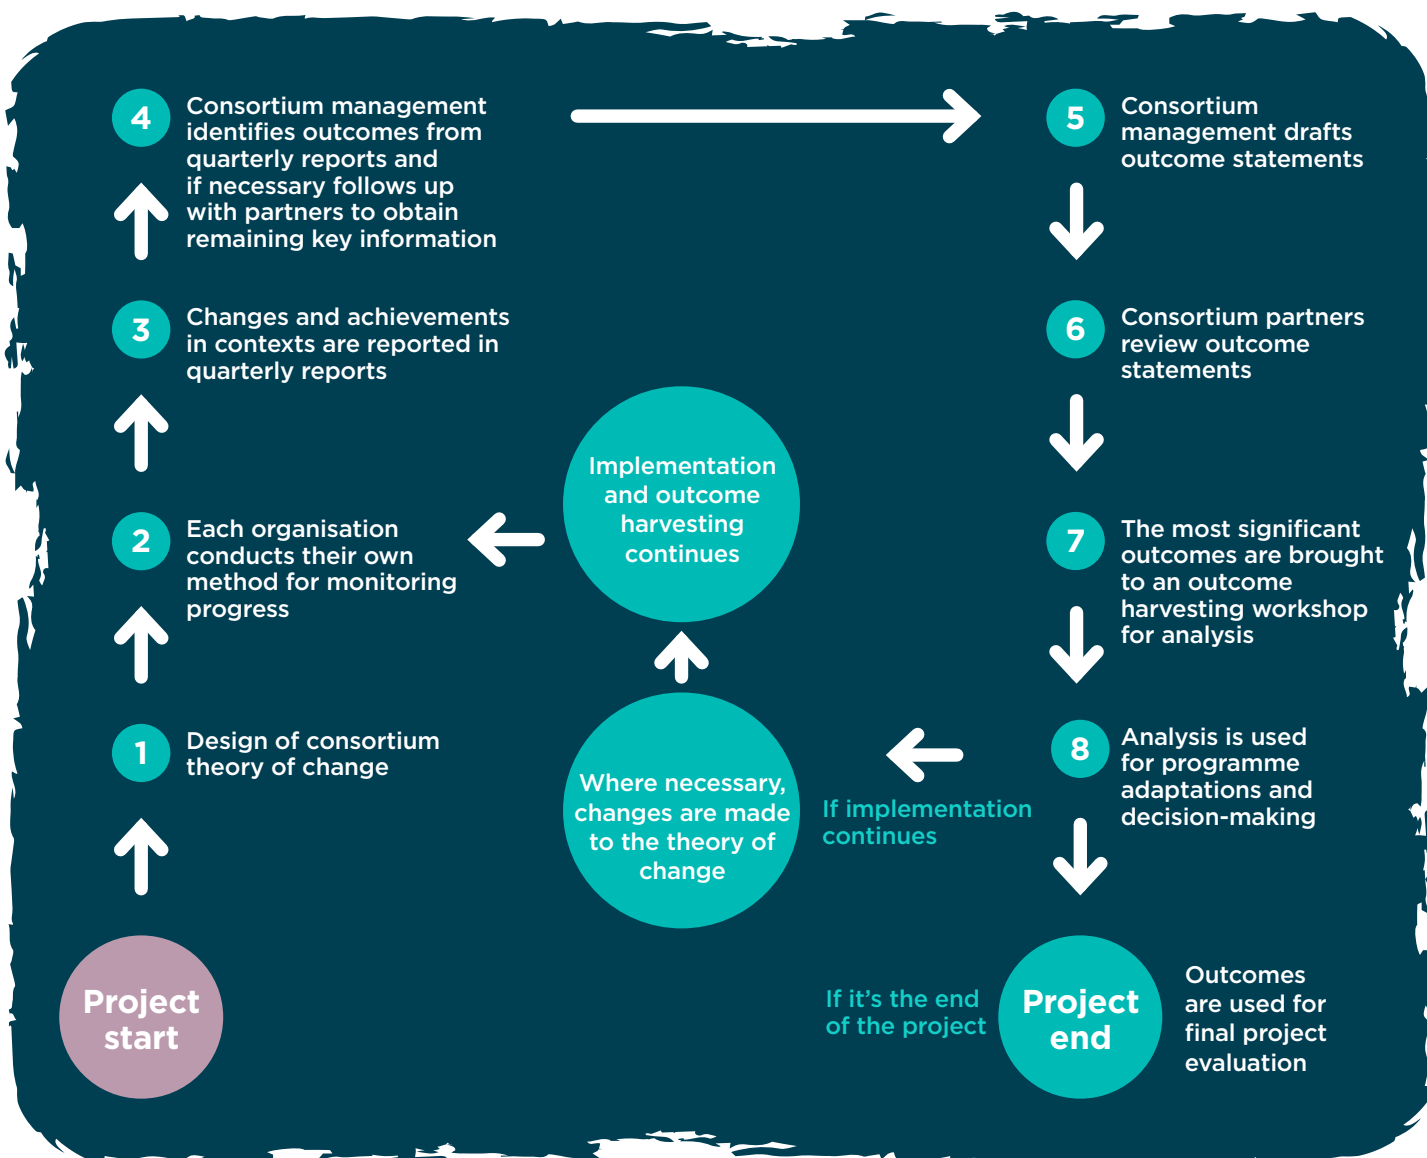 4
Consortium management
identifies outcomes from
quarterly reports and
if necessary follows up
with partners to obtain
remaining key information
3
Changes and achievements
in contexts are reported in
quarterly reports
2
Each organisation
conducts their own
method for monitoring
progress
1
Design of consortium
theory of change
Project
start
Implementation
and outcome
harvesting
continues
Where necessary,
changes are made
to the theory of
change
5
Consortium
management drafts
outcome statements
6
Consortium partners
review outcome
statements
7
The most significant
outcomes are brought
to an outcome
harvesting workshop
for analysis
8
Analysis is used
for programme
adaptations and
decision-making
If implementation
continues
If it's the end
of the project
Project
end
Outcomes
are used for
final project
evaluation